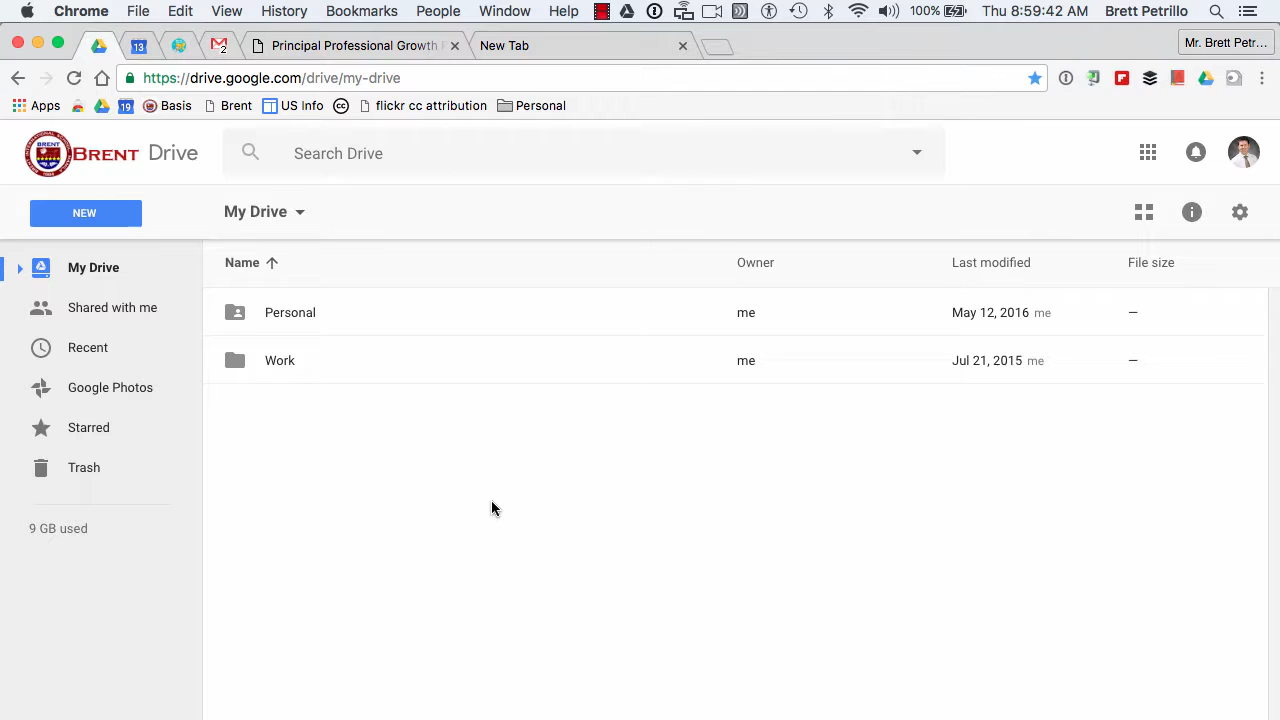 Chrome File Edit View History Bookmarks People Window Help 100% Thu 8:59:42 AM Brett Petrillo
13 2 Principal Professional Growth New Tab Mr. Brett Petr...
https://drive.google.com/drive/my-drive
Apps 19 Basis Brent US Info cc flickr cc attribution Personal
BRENT Drive Search Drive
NEW My Drive
My Drive
Shared with me
Recent
Google Photos
Starred
Trash
9 GB used
Name Owner Last modified File size
Personal me May 12, 2016 me —
Work me Jul 21, 2015 me —